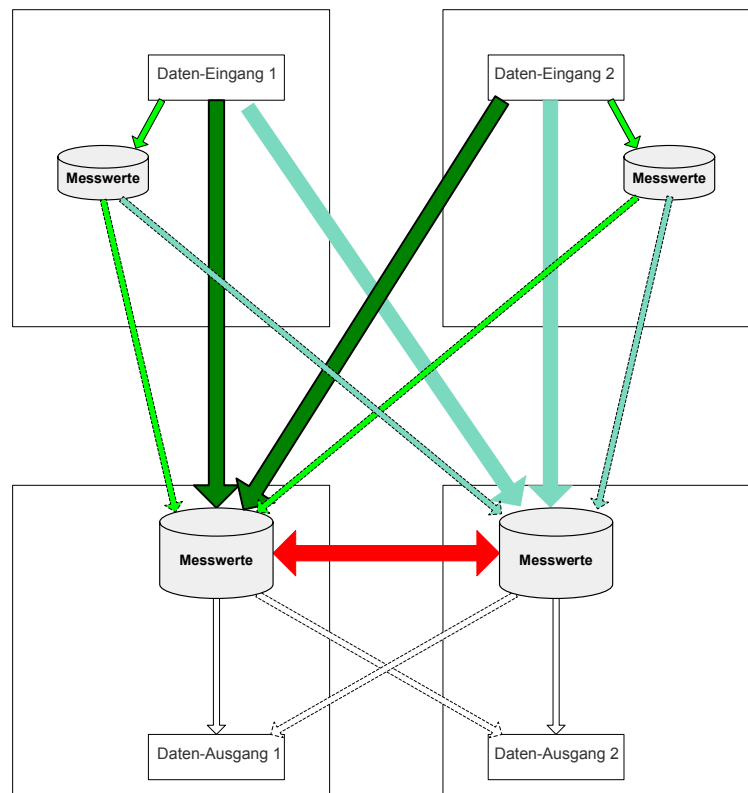 Daten-Eingang 1
Daten-Eingang 2
Messwerte
Messwerte
Messwerte
Messwerte
Daten-Ausgang 1
Daten-Ausgang 2